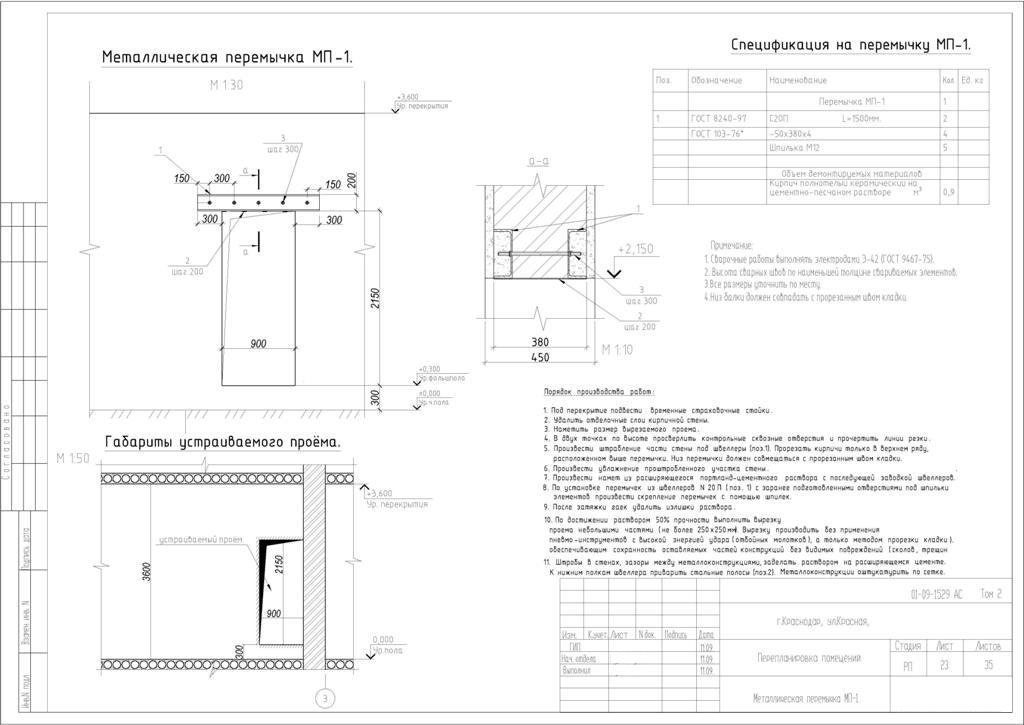 Металлическая перемычка МП-1.
М 1:30
+3,600
Ур. перекрытия
3
шаг 300
1
а
150
300
150
200
300
300
2
шаг 200
а
2150
900
+0,300
Ур.фальшпола
±0,000
Ур.ч.пола
300
а-а
1
+2,150
3
шаг 300
2
шаг 200
380
450
М 1:10
Спецификация на перемычку МП-1.
Поз. Обозначение Наименование Кол Ед. кг
Перемычка МП-1 1
1 ГОСТ 8240-97 С20П L=1500мм. 2
ГОСТ 103-76* -50х380х4 4
Шпилька М12 5
Объем демонтируемых материалов
Кирпич полнотелый керамический на
цементно-песчаном растворе м³ 0,9
Примечание:
1. Сварочные работы выполнять электродами Э-42 (ГОСТ 9467-75).
2. Высота сварных швов по наименьшей толщине свариваемых элементов.
3.Все размеры уточнить по месту.
4.Низ балки должен совпадать с прорезанным швом кладки.
Габариты устраиваемого проёма.
М 1:50
+3,600
Ур. перекрытия
устраиваемый проём
3600
2150
900
300
0,000
Ур.пола
3
Порядок производства работ:
1. Под перекрытие подвести временные страховочные стойки.
2. Удалить отделочные слои кирпичной стены.
3. Наметить размер вырезаемого проема.
4. В двух точках по высоте просверлить контрольные сквозные отверстия и прочертить линии резки.
5. Произвести штрабление части стены под швеллеры (поз.1). Прорезать кирпичи только в верхнем ряду,
расположенном выше перемычки. Низ перемычки должен совмещаться с прорезанным швом кладки.
6. Произвести увлажнение проштробленного участка стены.
7. Произвести намет из расширяющегося портланд-цементного раствора с последующей заводкой швеллеров.
8. По установке перемычек из швеллеров N 20 П (поз. 1) с заранее подготовленными отверстиями под шпильки
элементов произвести скрепление перемычек с помощью шпилек.
9. После затяжки гаек удалить излишки раствора.
10. По достижении раствором 50% прочности выполнить вырезку
проема небольшими частями (не более 250х250мм). Вырезку производить без применения
пневмо-инструментов с высокой энергией удара (отбойных молотков), а только методом прорезки кладки).
обеспечивающим сохранность оставляемых частей конструкций без видимых повреждений (сколов, трещин
11. Штробы в стенах, зазоры между металлоконструкциями, заделать раствором на расширяющемся цементе.
К нижним полкам швеллера приварить стальные полосы (поз.2). Металлоконструкции оштукатурить по сетке.
Согласовано
Подпись дата
Взамен инв. N
Инв.N подл.
01-09-1529 АС Том 2
г.Краснодар, ул.Красная,
Изм. Кучет. Лист N док. Подпись Дата
ГИП 11.09
Нач. отдела 11.09
Выполнил 11.09
Перепланировка помещений
Стадия Лист Листов
РП 23 35
Металлическая перемычка МП-1